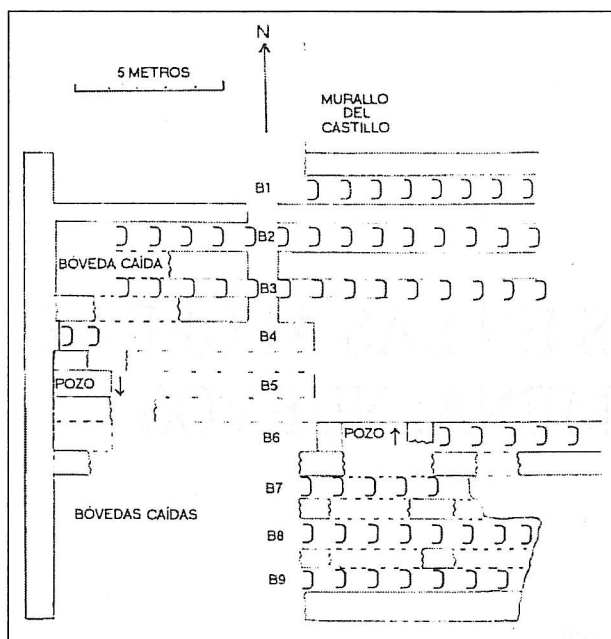 N
5 METROS
MURALLO
DEL
CASTILLO
B1
B2
BÓVEDA CAÍDA
B3
B4
POZO
B5
B6
POZO
B7
BÓVEDAS CAÍDAS
B8
B9